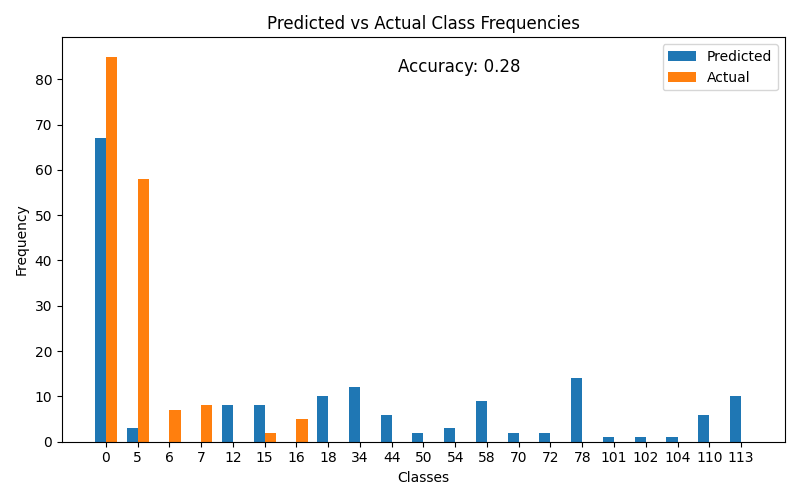 Predicted vs Actual Class Frequencies
Accuracy: 0.28
Predicted
Actual
Frequency
80
70
60
50
40
30
20
10
0
0 5 6 7 12 15 16 18 34 44 50 54 58 70 72 78 101 102 104 110 113
Classes